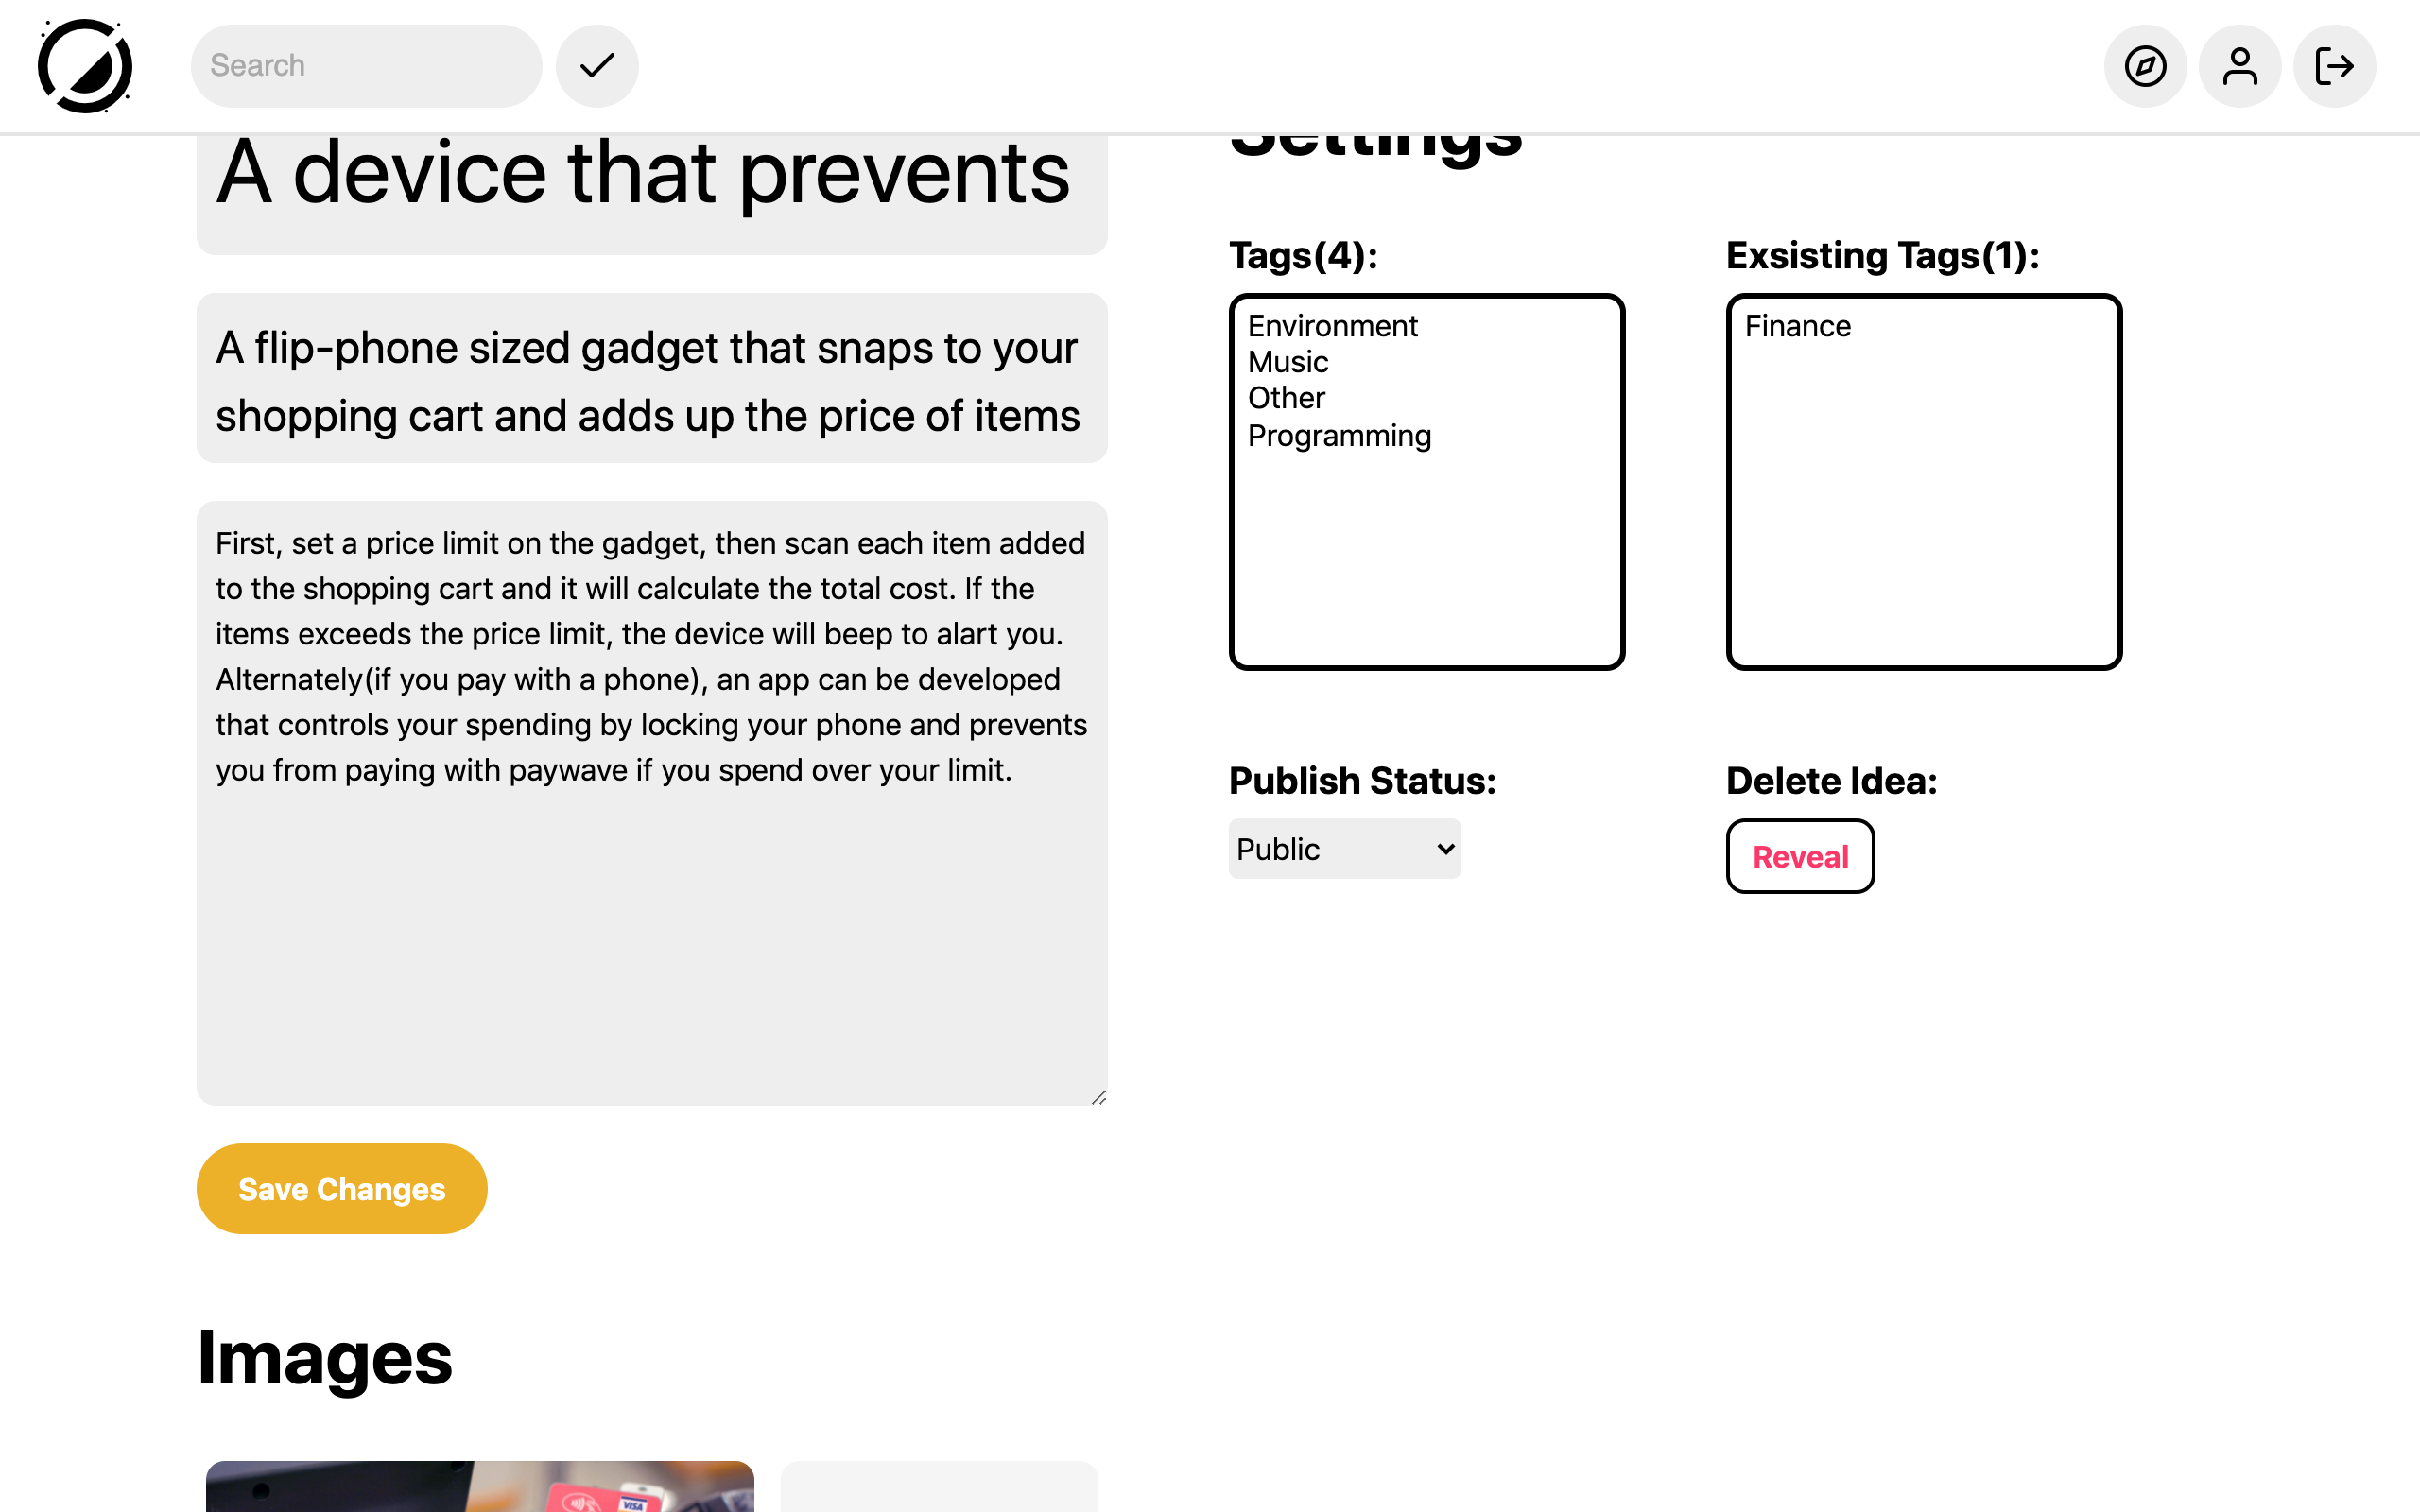 Search
A device that prevents
A flip-phone sized gadget that snaps to your
shopping cart and adds up the price of items
First, set a price limit on the gadget, then scan each item added
to the shopping cart and it will calculate the total cost. If the
items exceeds the price limit, the device will beep to alart you.
Alternately(if you pay with a phone), an app can be developed
that controls your spending by locking your phone and prevents
you from paying with paywave if you spend over your limit.
Save Changes
Images
VISA
Settings
Tags(4):
Environment
Music
Other
Programming
Exsisting Tags(1):
Finance
Publish Status:
Public
Delete Idea:
Reveal